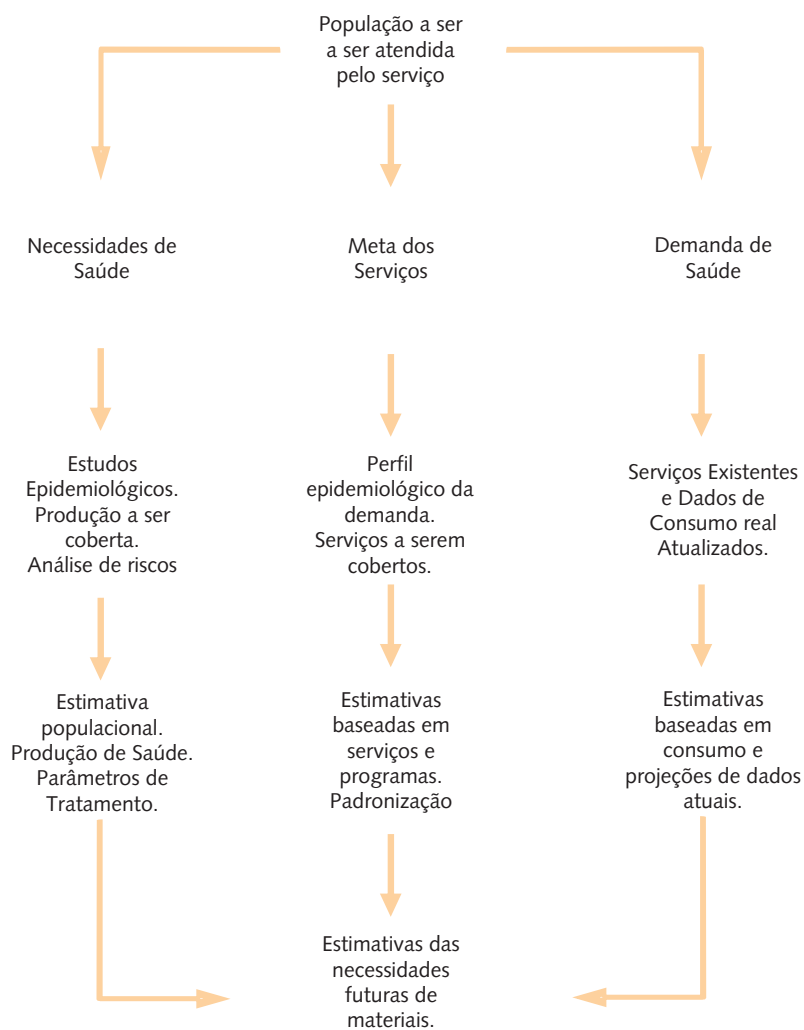 População a ser
a ser atendida
pelo serviço
Necessidades de
Saúde
Meta dos
Serviços
Demanda de
Saúde
Estudos
Epidemiológicos.
Produção a ser
coberta.
Análise de riscos
Perfil
epidemiológico da
demanda.
Serviços a serem
cobertos.
Serviços Existentes
e Dados de
Consumo real
Atualizados.
Estimativa
populacional.
Produção de Saúde.
Parâmetros de
Tratamento.
Estimativas
baseadas em
serviços e
programas.
Padronização
Estimativas
baseadas em
consumo e
projeções de dados
atuais.
Estimativas das
necessidades
futuras de
materiais.